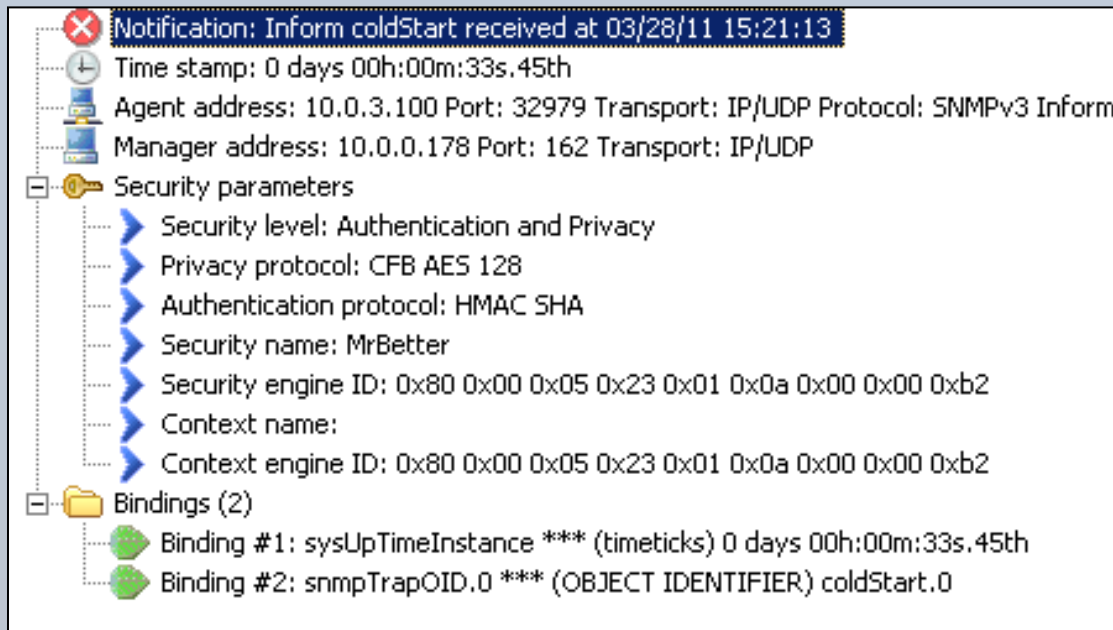 Notification: Inform coldStart received at 03/28/11 15:21:13
Time stamp: 0 days 00h:00m:33s.45th
Agent address: 10.0.3.100 Port: 32979 Transport: IP/UDP Protocol: SNMPv3 Inform
Manager address: 10.0.0.178 Port: 162 Transport: IP/UDP
Security parameters
Security level: Authentication and Privacy
Privacy protocol: CFB AES 128
Authentication protocol: HMAC SHA
Security name: MrBetter
Security engine ID: 0x80 0x00 0x05 0x23 0x01 0x0a 0x00 0x00 0xb2
Context name:
Context engine ID: 0x80 0x00 0x05 0x23 0x01 0x0a 0x00 0x00 0xb2
Bindings (2)
Binding #1: sysUpTimeInstance *** (timeticks) 0 days 00h:00m:33s.45th
Binding #2: snmpTrapOID.0 *** (OBJECT IDENTIFIER) coldStart.0